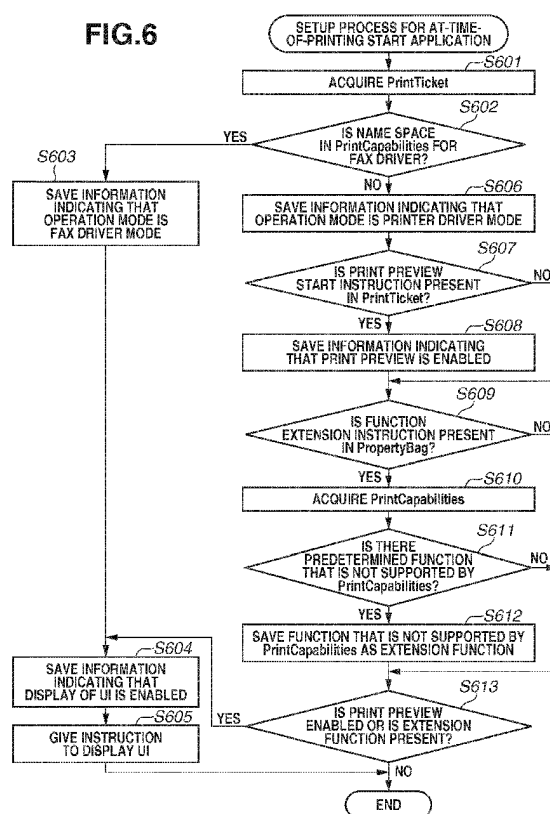 FIG.6
SETUP PROCESS FOR AT-TIME-
OF-PRINTING START APPLICATION
S601
ACQUIRE PrintTicket
S602
IS NAME SPACE
IN PrintCapabilities FOR
FAX DRIVER?
YES
NO
S603
SAVE INFORMATION
INDICATING THAT
OPERATION MODE IS
FAX DRIVER MODE
S606
SAVE INFORMATION INDICATING THAT
OPERATION MODE IS PRINTER DRIVER MODE
S607
IS PRINT PREVIEW
START INSTRUCTION PRESENT
IN PrintTicket?
NO
YES
S608
SAVE INFORMATION INDICATING
THAT PRINT PREVIEW IS ENABLED
S609
IS FUNCTION
EXTENSION INSTRUCTION PRESENT
IN PropertyBag?
NO
YES
S610
ACQUIRE PrintCapabilities
S611
IS THERE
PREDETERMINED FUNCTION
THAT IS NOT SUPPORTED BY
PrintCapabilities?
NO
YES
S612
SAVE FUNCTION THAT IS NOT SUPPORTED BY
PrintCapabilities AS EXTENSION FUNCTION
S604
SAVE INFORMATION
INDICATING THAT
DISPLAY OF UI IS ENABLED
S613
IS PRINT PREVIEW
ENABLED OR IS EXTENSION
FUNCTION PRESENT?
YES
NO
S605
GIVE INSTRUCTION
TO DISPLAY UI
END